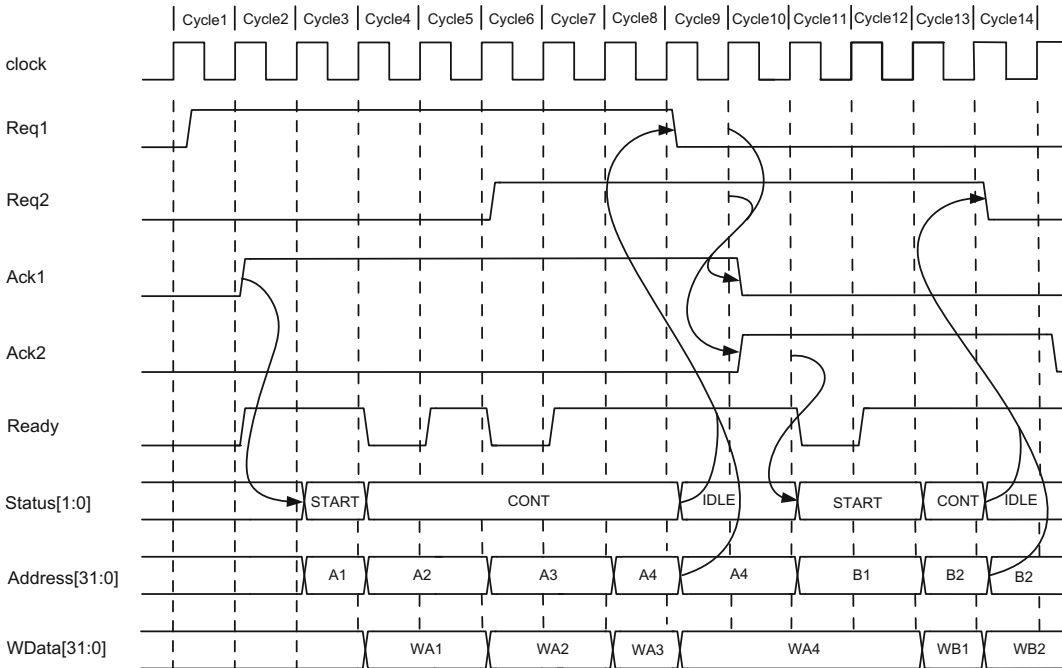 Cycle1 Cycle2 Cycle3 Cycle4 Cycle5 Cycle6 Cycle7 Cycle8 Cycle9 Cycle10 Cycle11 Cycle12 Cycle13 Cycle14
clock
Req1
Req2
Ack1
Ack2
Ready
Status[1:0] START CONT IDLE START CONT IDLE
Address[31:0] A1 A2 A3 A4 A4 B1 B2 B2
WData[31:0] WA1 WA2 WA3 WA4 WB1 WB2